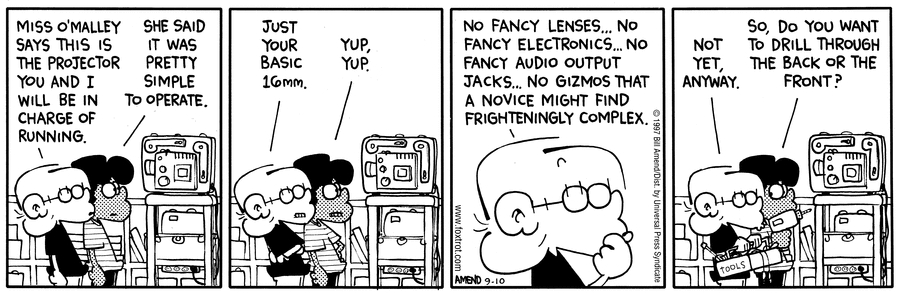 MISS O'MALLEY
SAYS THIS IS
THE PROJECTOR
YOU AND I
WILL BE IN
CHARGE OF
RUNNING.
SHE SAID
IT WAS
PRETTY
SIMPLE
TO OPERATE.
JUST
YOUR
BASIC
16mm.
YUP,
YUP.
NO FANCY LENSES... NO
FANCY ELECTRONICS... NO
FANCY AUDIO OUTPUT
JACKS... NO GIZMOS THAT
A NOVICE MIGHT FIND
FRIGHTENINGLY COMPLEX.
www.foxtrot.com
AMEND 9-10
© 1997 Bill Amend/Dist. by Universal Press Syndicate
NOT
YET,
ANYWAY.
SO, DO YOU WANT
TO DRILL THROUGH
THE BACK OR THE
FRONT?
TOOLS